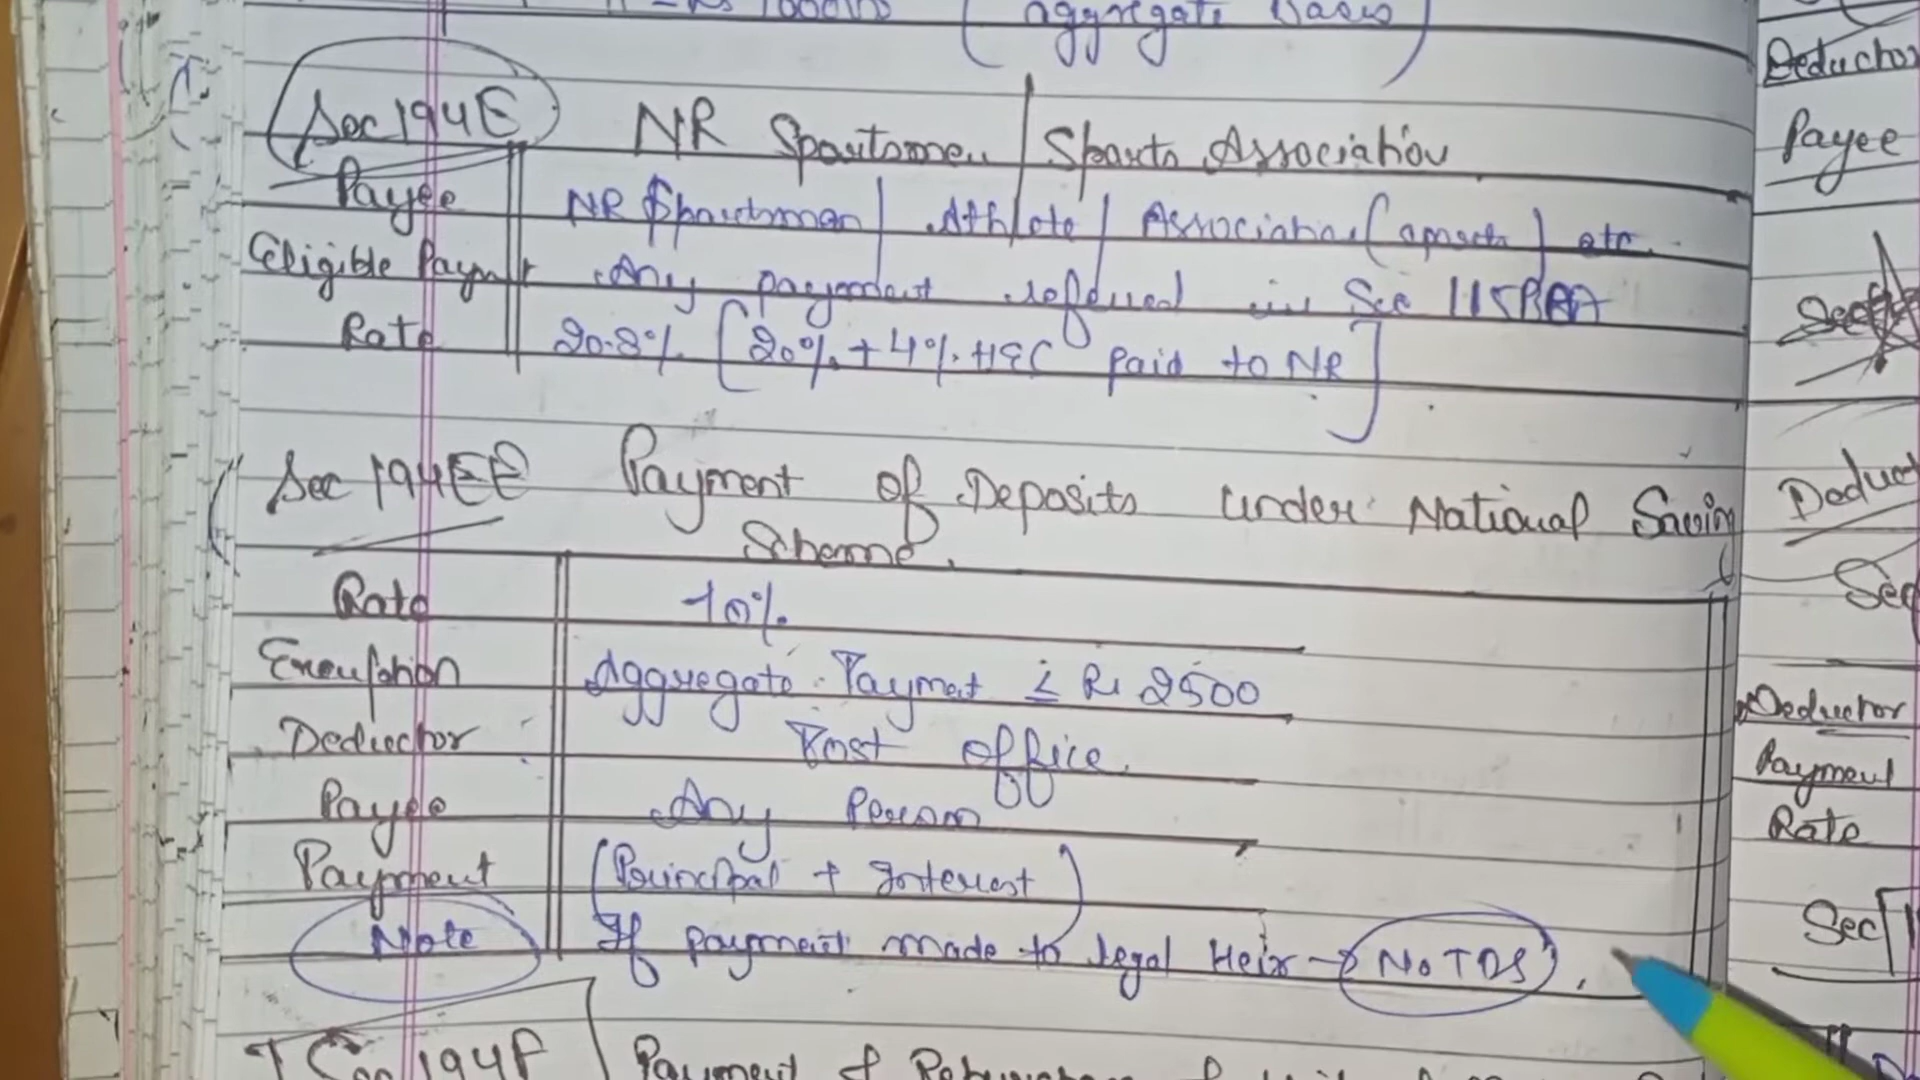 aggregate basis
Sec 194E NR Sportsmen / Sports Association
Payee NR Sportsman / Athlete / Association (sports) etc.
Eligible Paymt Any payment referred in Sec 115BBA
Rate 20.8% [20% + 4% HEC Paid to NR]
Sec 194EE Payment of Deposits under National Saving
Scheme.
Rate 10%
Exemption Aggregate Payment ≤ Rs 2500
Deductor Post office.
Payee Any Person
Payment (Principal + Interest)
Note If payment made to legal Heir → No TDS.
Sec 194F Payment of
Deductor
Payee
Sec
Deduct
Sec
Deductor
Payment
Rate
Sec